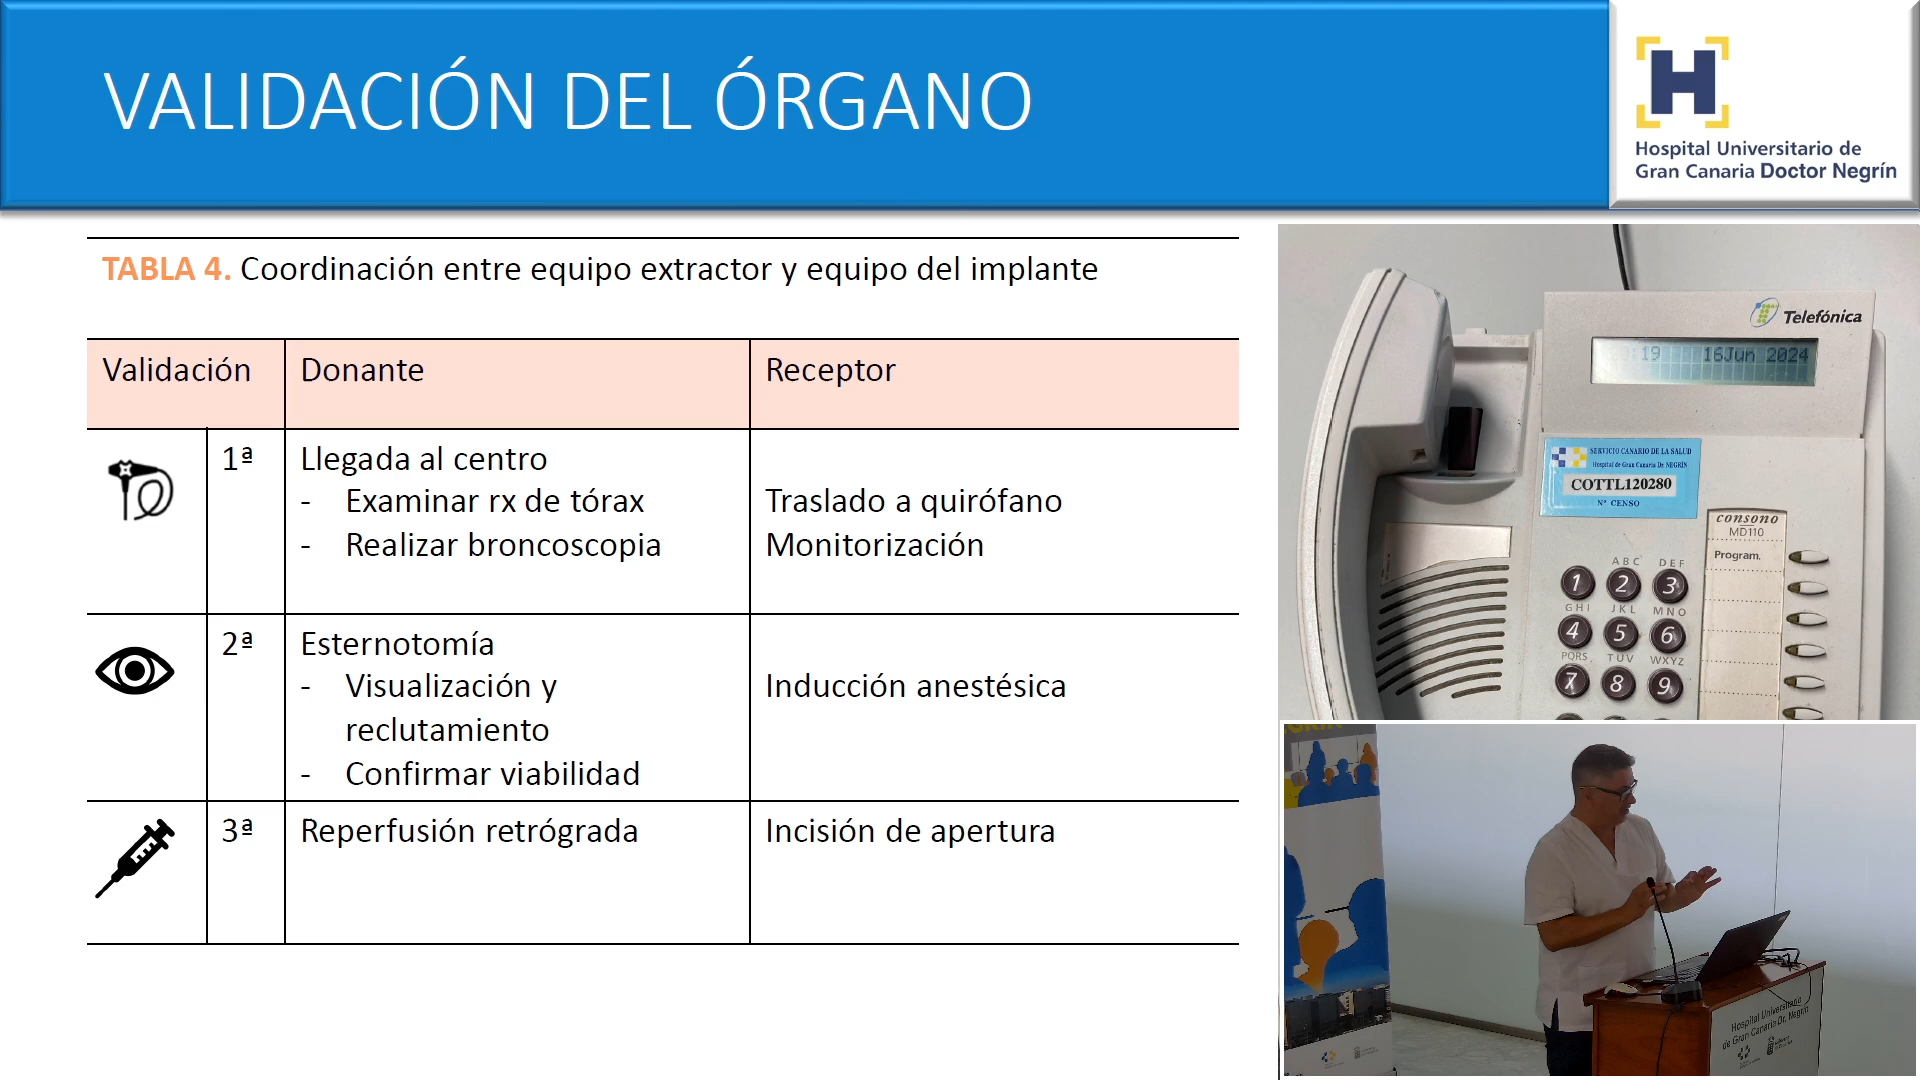 VALIDACIÓN DEL ÓRGANO
H
Hospital Universitario de
Gran Canaria Doctor Negrín
TABLA 4. Coordinación entre equipo extractor y equipo del implante
Validación
Donante
Receptor
1ª
Llegada al centro
- Examinar rx de tórax
- Realizar broncoscopia
Traslado a quirófano
Monitorización
2ª
Esternotomía
- Visualización y
reclutamiento
- Confirmar viabilidad
Inducción anestésica
3ª
Reperfusión retrógrada
Incisión de apertura
Telefónica
:19 16Jun 2024
SERVICIO CANARIO DE LA SALUD
Hospital de Gran Canaria Dr. NEGRÍN
COTTL120280
Nº CENSO
consono
MD110
Program.
ABC DEF
1 2 3
GHI JKL MNO
4 5 6
PQRS TUV WXYZ
7 8 9
Hospital Universitario
de Gran Canaria Dr. Negrín